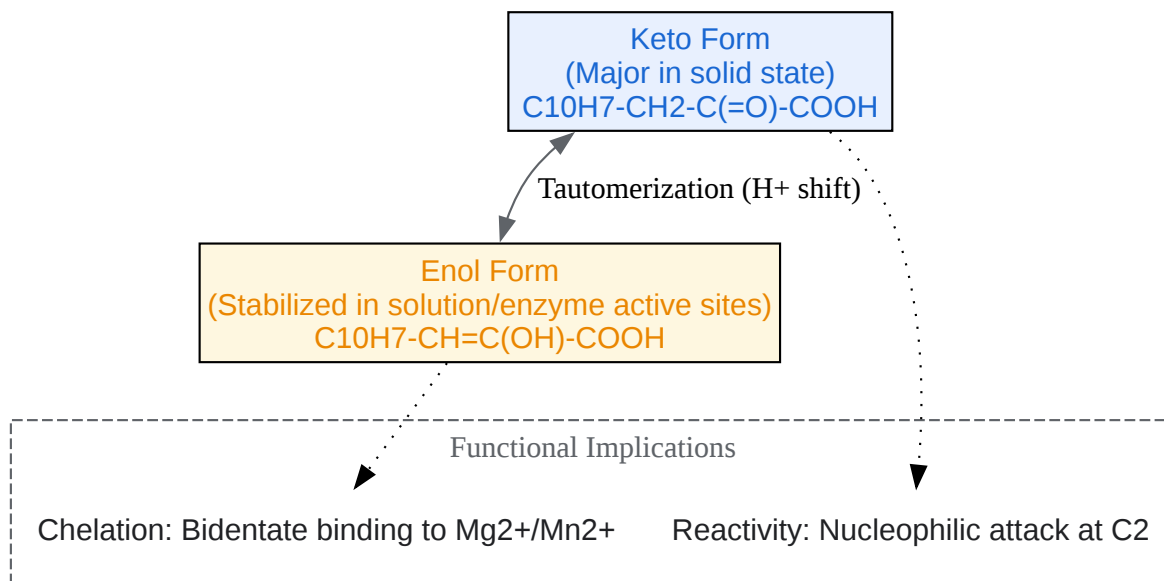 Keto Form
(Major in solid state)
C10H7-CH2-C(=O)-COOH
Tautomerization (H+ shift)
Enol Form
(Stabilized in solution/enzyme active sites)
C10H7-CH=C(OH)-COOH
Functional Implications
Chelation: Bidentate binding to Mg2+/Mn2+
Reactivity: Nucleophilic attack at C2